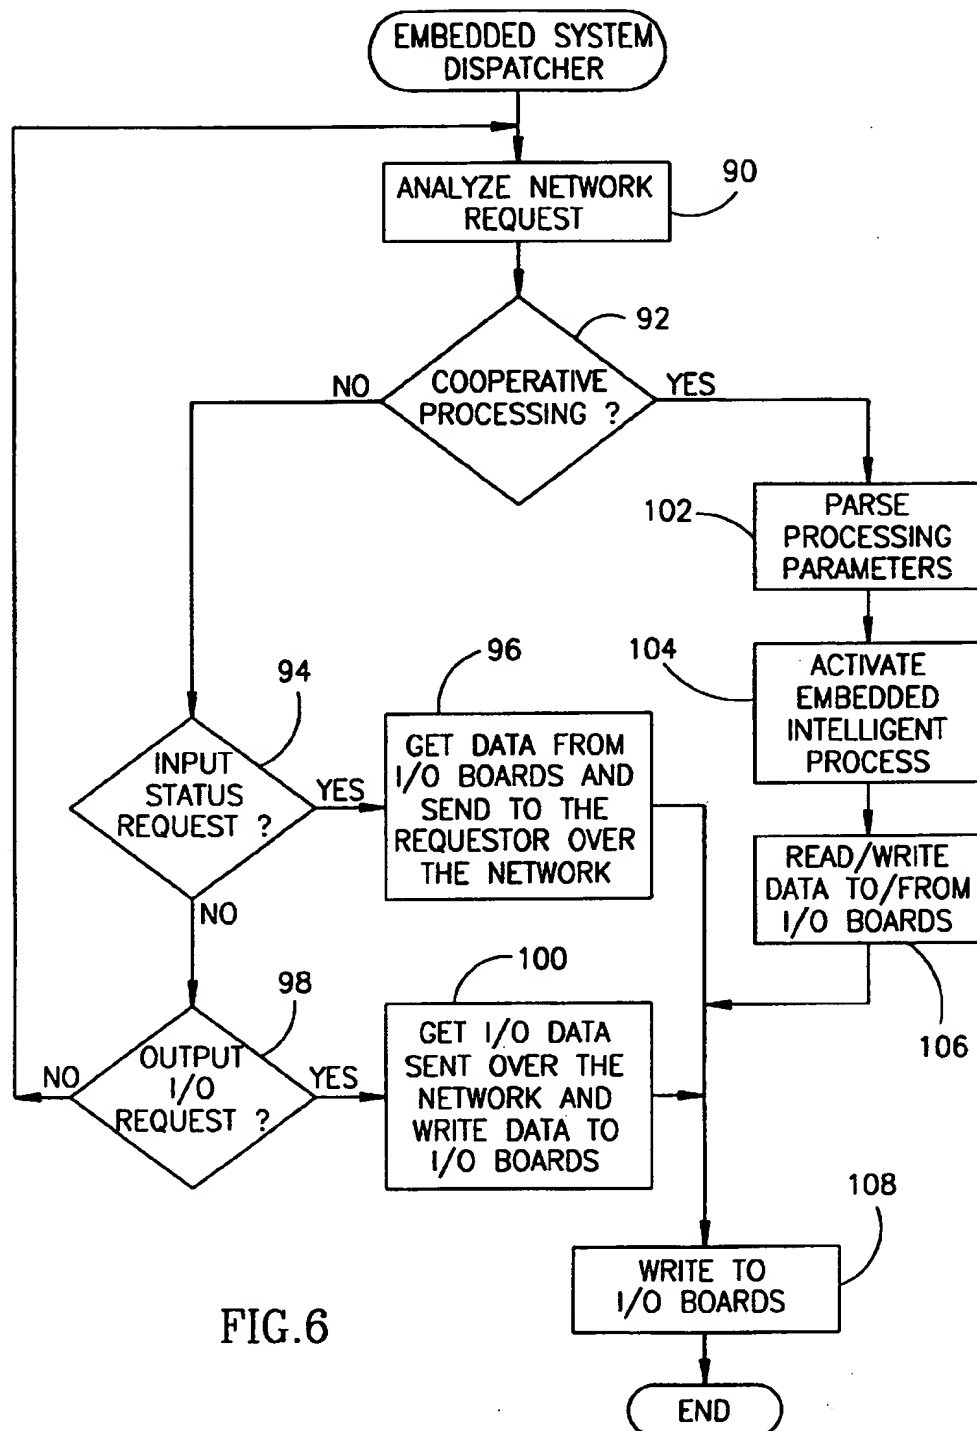 EMBEDDED SYSTEM
DISPATCHER
ANALYZE NETWORK
REQUEST
90
92
COOPERATIVE
PROCESSING ?
NO
YES
102
PARSE
PROCESSING
PARAMETERS
104
ACTIVATE
EMBEDDED
INTELLIGENT
PROCESS
94
INPUT
STATUS
REQUEST ?
YES
NO
96
GET DATA FROM
I/O BOARDS AND
SEND TO THE
REQUESTOR OVER
THE NETWORK
READ/WRITE
DATA TO/FROM
I/O BOARDS
106
98
OUTPUT
I/O
REQUEST ?
NO
YES
100
GET I/O DATA
SENT OVER THE
NETWORK AND
WRITE DATA TO
I/O BOARDS
108
WRITE TO
I/O BOARDS
END
FIG.6